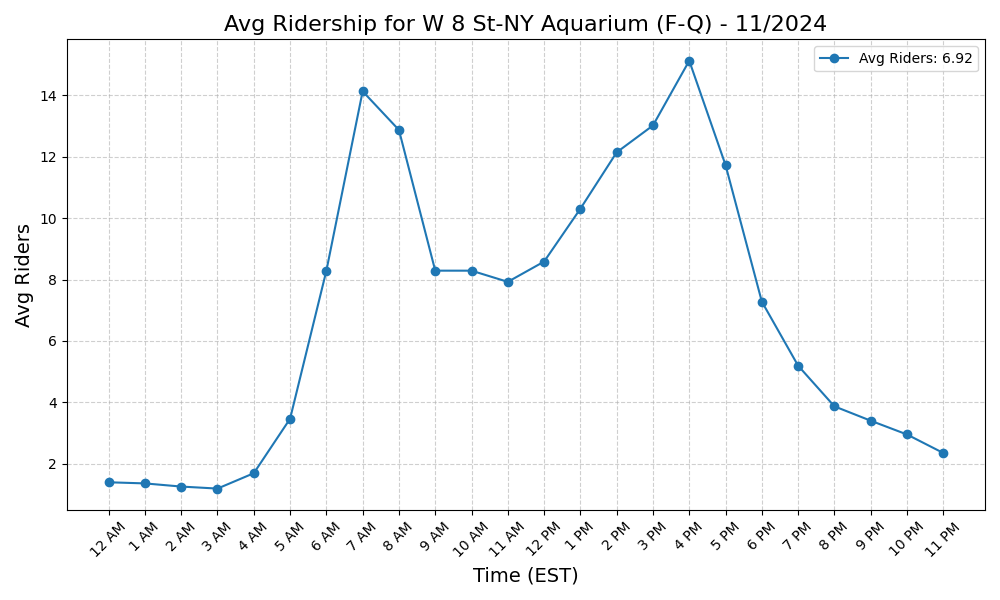 Avg Ridership for W 8 St-NY Aquarium (F-Q) - 11/2024
Avg Riders: 6.92
Avg Riders
14
12
10
8
6
4
2
12 AM
1 AM
2 AM
3 AM
4 AM
5 AM
6 AM
7 AM
8 AM
9 AM
10 AM
11 AM
12 PM
1 PM
2 PM
3 PM
4 PM
5 PM
6 PM
7 PM
8 PM
9 PM
10 PM
11 PM
Time (EST)